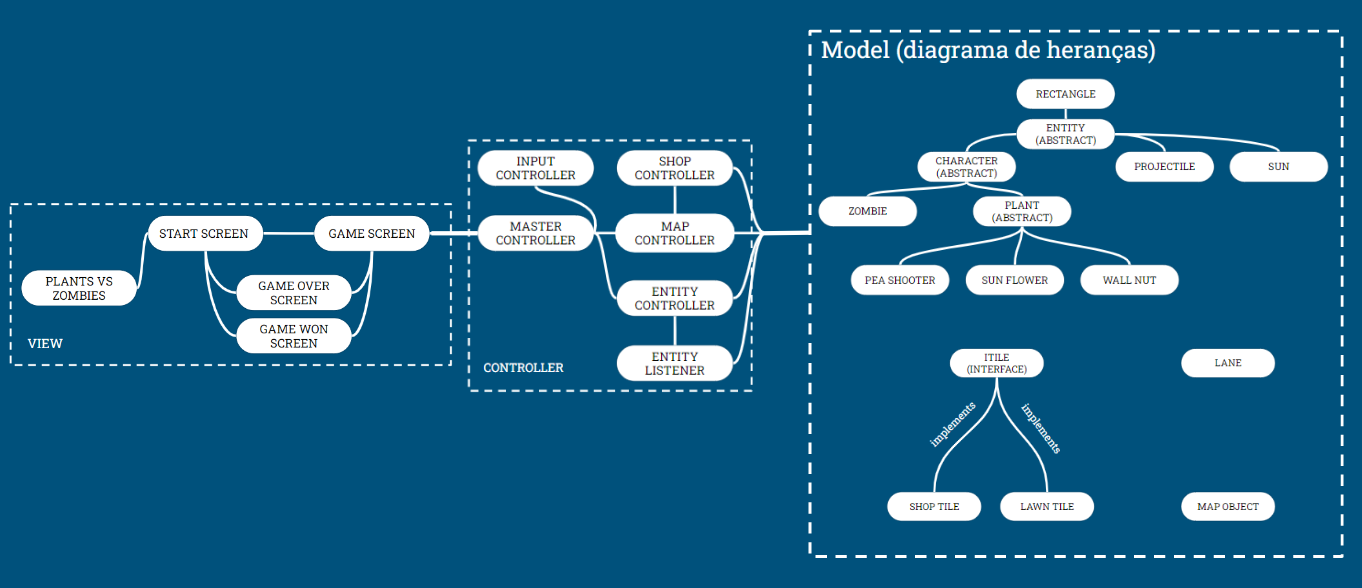 PLANTS VS
ZOMBIES
START SCREEN
GAME SCREEN
GAME OVER
SCREEN
GAME WON
SCREEN
VIEW
INPUT
CONTROLLER
SHOP
CONTROLLER
MASTER
CONTROLLER
MAP
CONTROLLER
ENTITY
CONTROLLER
ENTITY
LISTENER
CONTROLLER
Model (diagrama de heranças)
RECTANGLE
ENTITY
(ABSTRACT)
CHARACTER
(ABSTRACT)
PROJECTILE
SUN
ZOMBIE
PLANT
(ABSTRACT)
PEA SHOOTER
SUN FLOWER
WALL NUT
ITILE
(INTERFACE)
LANE
implements
implements
SHOP TILE
LAWN TILE
MAP OBJECT